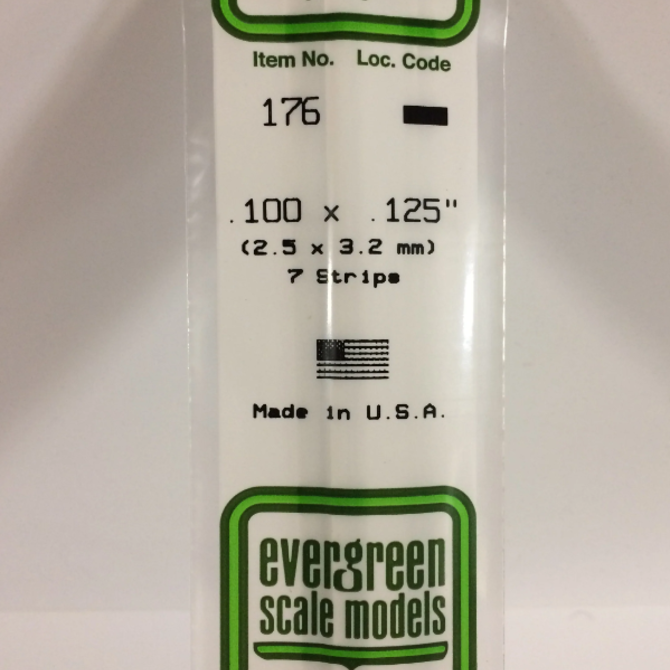 Item No. Loc. Code
176
.100 x .125"
(2.5 x 3.2 mm)
7 Strips
Made in U.S.A.
evergreen
scale models